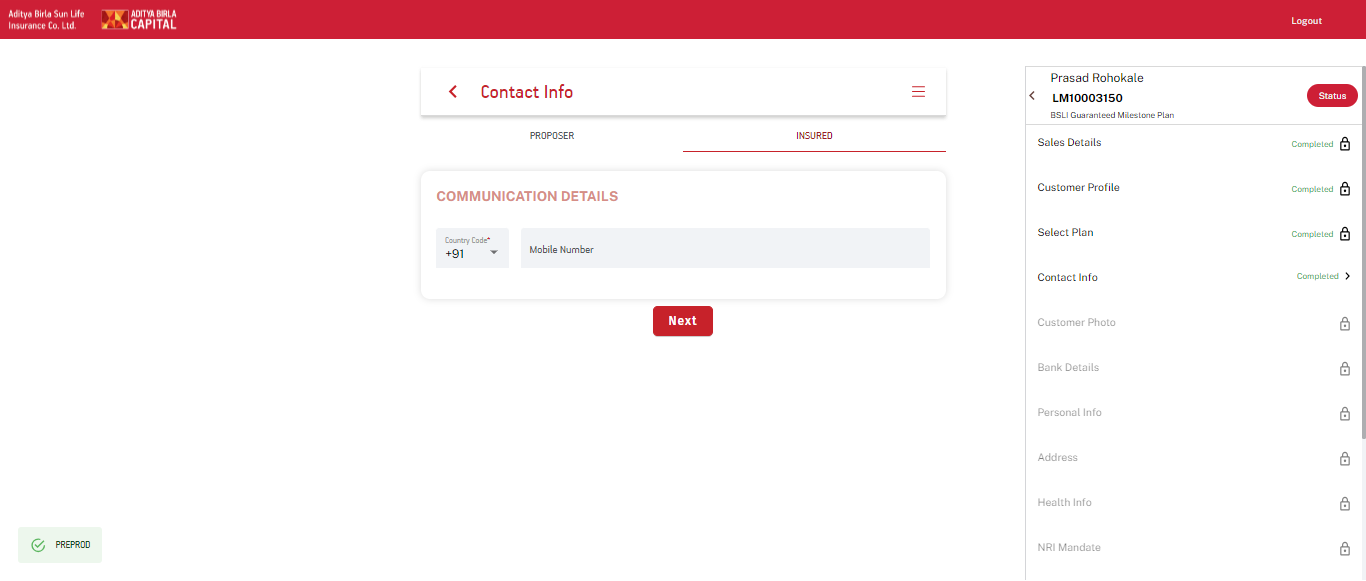 Aditya Birla Sun Life
Insurance Co. Ltd.
ADITYA BIRLA
CAPITAL
Logout
Contact Info
PROPOSER
INSURED
COMMUNICATION DETAILS
Country Code*
+91
Mobile Number
Next
Prasad Rohokale
LM10003150
BSLI Guaranteed Milestone Plan
Status
Sales Details
Completed
Customer Profile
Completed
Select Plan
Completed
Contact Info
Completed
Customer Photo
Bank Details
Personal Info
Address
Health Info
NRI Mandate
PREPROD